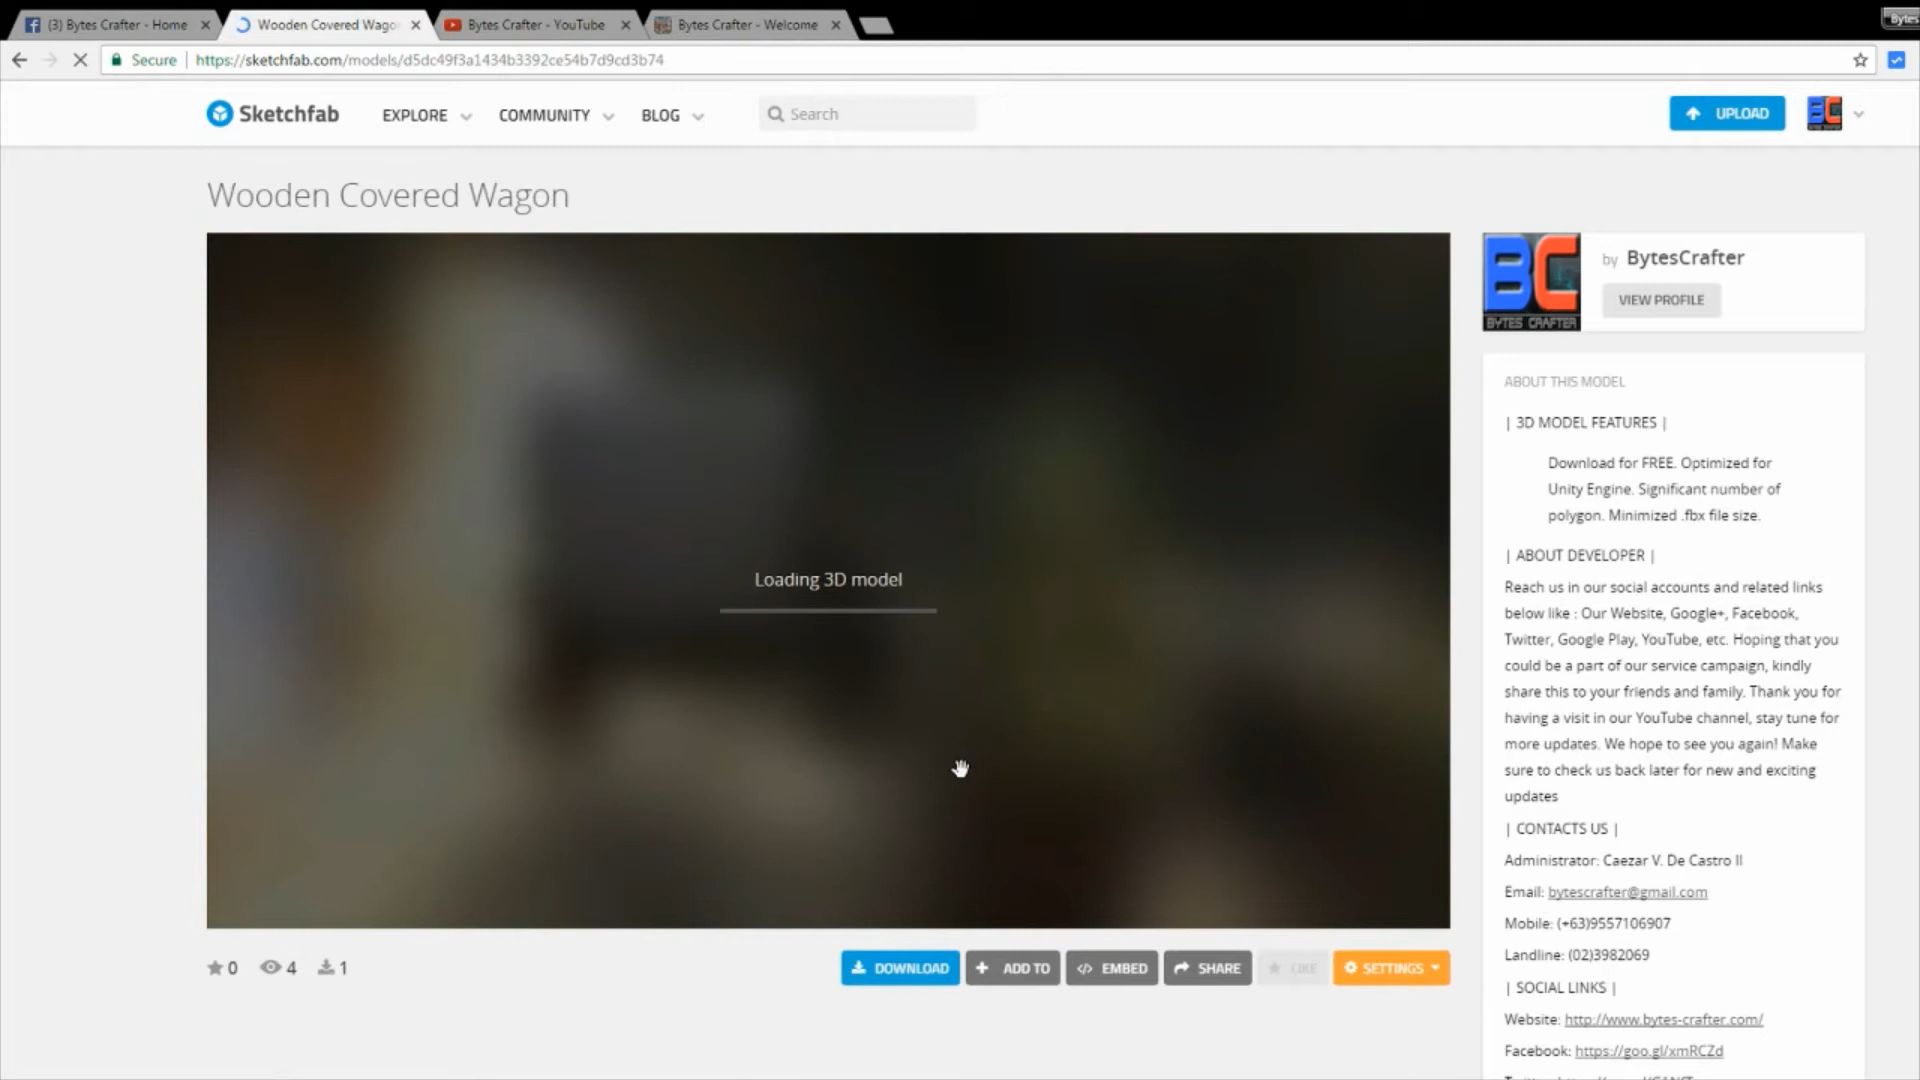 (3) Bytes Crafter - Home
Wooden Covered Wago
Bytes Crafter - YouTube
Bytes Crafter - Welcome
Bytes
Secure
https://sketchfab.com/models/d5dc49f3a1434b3392ce54b7d9cd3b74
Sketchfab
EXPLORE
COMMUNITY
BLOG
Search
UPLOAD
BC
Wooden Covered Wagon
BC
BYTES CRAFTER
by BytesCrafter
VIEW PROFILE
Loading 3D model
ABOUT THIS MODEL
| 3D MODEL FEATURES |
Download for FREE. Optimized for
Unity Engine. Significant number of
polygon. Minimized .fbx file size.
| ABOUT DEVELOPER |
Reach us in our social accounts and related links
below like : Our Website, Google+, Facebook,
Twitter, Google Play, YouTube, etc. Hoping that you
could be a part of our service campaign, kindly
share this to your friends and family. Thank you for
having a visit in our YouTube channel, stay tune for
more updates. We hope to see you again! Make
sure to check us back later for new and exciting
updates
| CONTACTS US |
Administrator: Caezar V. De Castro II
Email: bytescrafter@gmail.com
Mobile: (+63)9557106907
Landline: (02)3982069
| SOCIAL LINKS |
Website: http://www.bytes-crafter.com/
Facebook: https://goo.gl/xmRCZd
0
4
1
DOWNLOAD
ADD TO
EMBED
SHARE
LIKE
SETTINGS